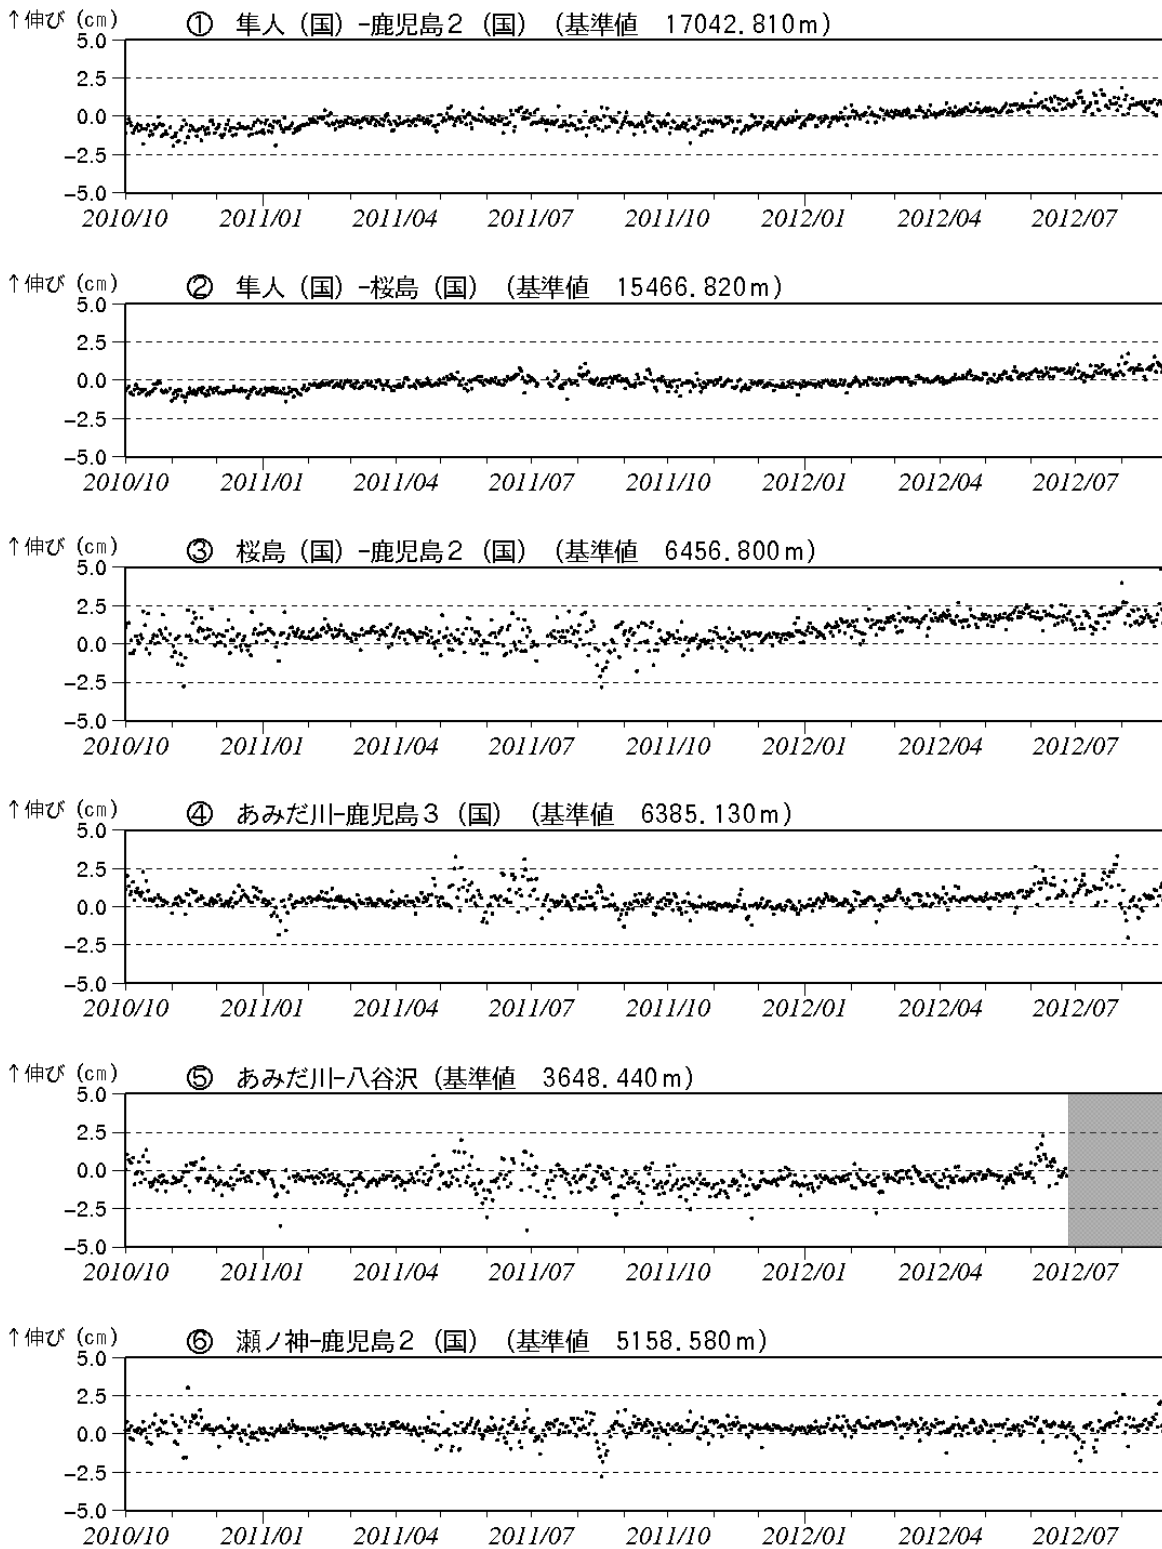 ↑伸び (cm) ① 隼人（国）-鹿児島２（国）（基準値　17042.810m）
5.0
2.5
0.0
-2.5
-5.0
2010/10 2011/01 2011/04 2011/07 2011/10 2012/01 2012/04 2012/07
↑伸び (cm) ② 隼人（国）-桜島（国）（基準値　15466.820m）
5.0
2.5
0.0
-2.5
-5.0
2010/10 2011/01 2011/04 2011/07 2011/10 2012/01 2012/04 2012/07
↑伸び (cm) ③ 桜島（国）-鹿児島２（国）（基準値　6456.800m）
5.0
2.5
0.0
-2.5
-5.0
2010/10 2011/01 2011/04 2011/07 2011/10 2012/01 2012/04 2012/07
↑伸び (cm) ④ あみだ川-鹿児島３（国）（基準値　6385.130m）
5.0
2.5
0.0
-2.5
-5.0
2010/10 2011/01 2011/04 2011/07 2011/10 2012/01 2012/04 2012/07
↑伸び (cm) ⑤ あみだ川-八谷沢（基準値　3648.440m）
5.0
2.5
0.0
-2.5
-5.0
2010/10 2011/01 2011/04 2011/07 2011/10 2012/01 2012/04 2012/07
↑伸び (cm) ⑥ 瀬ノ神-鹿児島２（国）（基準値　5158.580m）
5.0
2.5
0.0
-2.5
-5.0
2010/10 2011/01 2011/04 2011/07 2011/10 2012/01 2012/04 2012/07